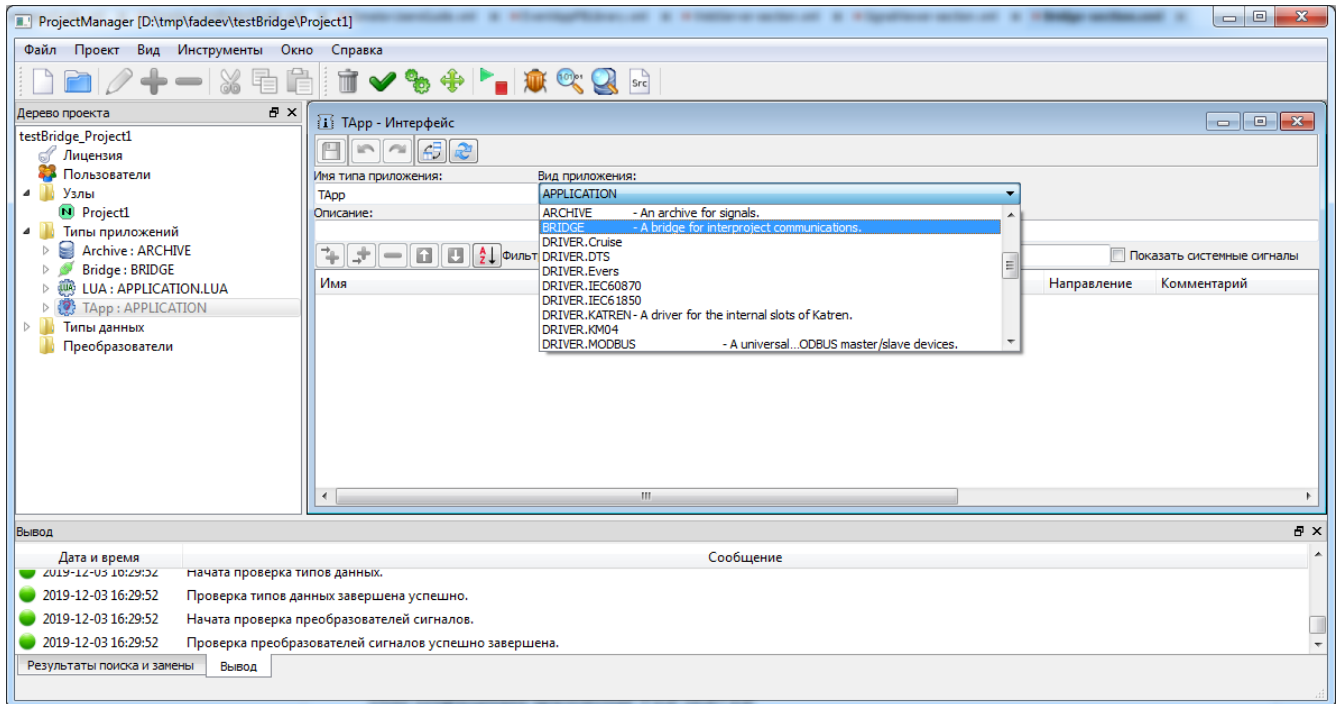 ProjectManager [D:\tmp\fadeev\testBridge\Project1]
Файл Проект Вид Инструменты Окно Справка
Src
Дерево проекта
testBridge_Project1
Лицензия
Пользователи
Узлы
Project1
Типы приложений
Archive : ARCHIVE
Bridge : BRIDGE
LUA : APPLICATION.LUA
TApp : APPLICATION
Типы данных
Преобразователи
TApp - Интерфейс
Имя типа приложения: Вид приложения:
TApp APPLICATION
Описание:
ARCHIVE - An archive for signals.
BRIDGE - A bridge for interproject communications.
DRIVER.Cruise
DRIVER.DTS
DRIVER.Evers
DRIVER.IEC60870
DRIVER.IEC61850
DRIVER.KATREN - A driver for the internal slots of Katren.
DRIVER.KM04
DRIVER.MODBUS - A universal...ODBUS master/slave devices.
Фильт Показать системные сигналы
Имя Направление Комментарий
Вывод
Дата и время Сообщение
2019-12-03 16:29:52 Начата проверка типов данных.
2019-12-03 16:29:52 Проверка типов данных завершена успешно.
2019-12-03 16:29:52 Начата проверка преобразователей сигналов.
2019-12-03 16:29:52 Проверка преобразователей сигналов успешно завершена.
Результаты поиска и замены Вывод